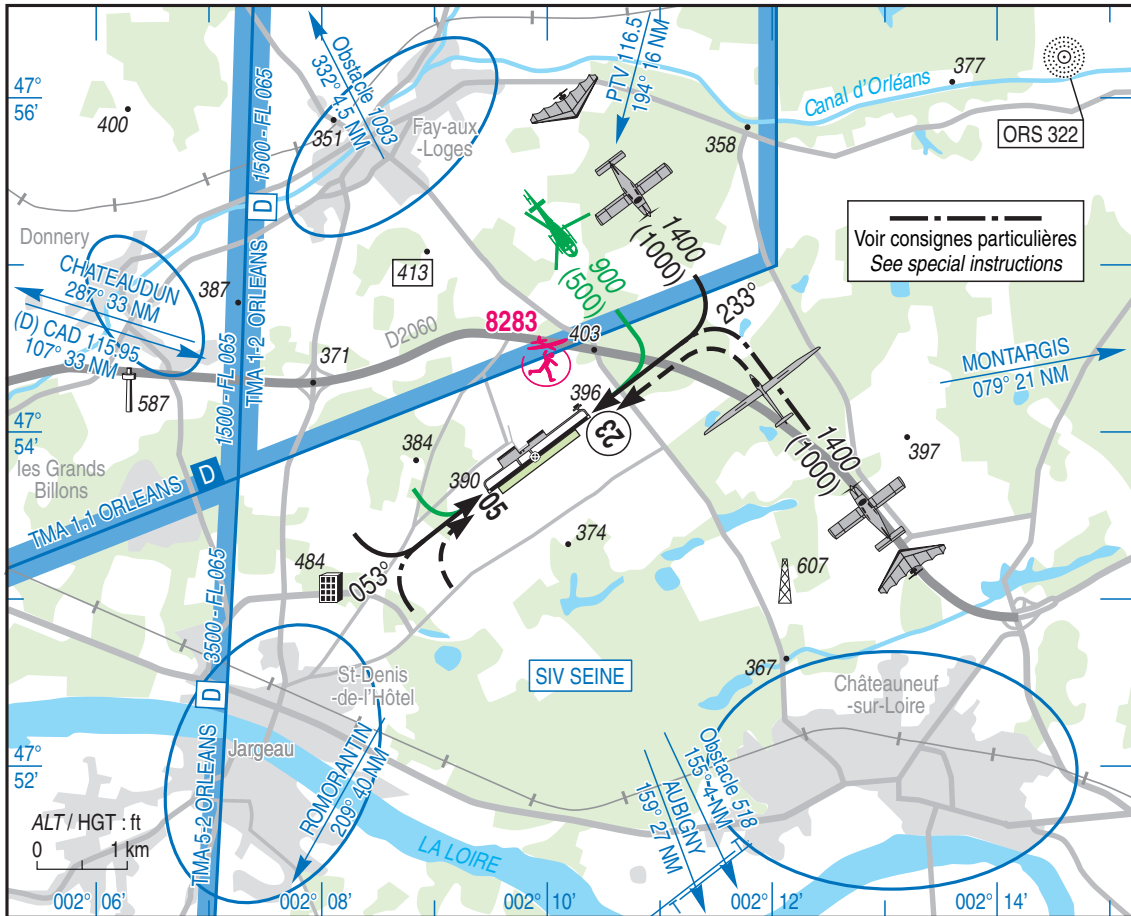 47°
56'
400
351
Obstacle 1093
332° 4.5 NM
Fay-aux
-Loges
PTV 116.5
194° 16 NM
Canal d'Orléans
377
358
ORS 322
1500 - FL 065
D
TMA 1-2 ORLEANS
1500 - FL 065
Donnery
CHATEAUDUN
287° 33 NM
(D) CAD 115.95
107° 33 NM
387
413
371
587
D2060
8283
900
(500)
1400
(1000)
233°
403
396
23
Voir consignes particulières
See special instructions
MONTARGIS
079° 21 NM
47°
54'
les Grands
Billons
TMA 1.1 ORLEANS
D
384
390
05
053°
484
374
1400
(1000)
397
607
367
3500 - FL 065
D
TMA 5-2 ORLEANS
St-Denis
-de-l'Hôtel
Jargeau
ROMORANTIN
209° 40 NM
SIV SEINE
Châteauneuf
-sur-Loire
Obstacle 518
155° 4 NM
AUBIGNY
159° 27 NM
47°
52'
ALT / HGT : ft
0 1 km
LA LOIRE
002° 06'
002° 08'
002° 10'
002° 12'
002° 14'